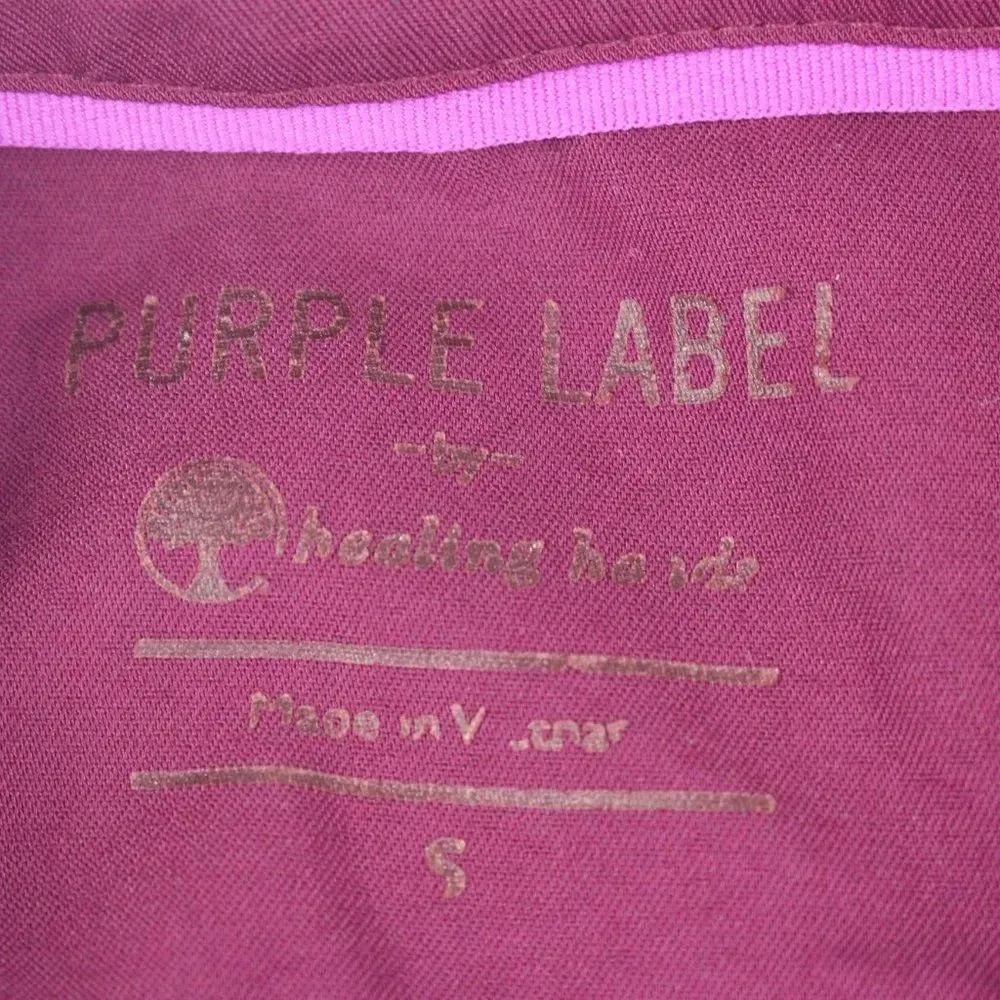 PURPLE LABEL
-by-
healing hands
Made in V
S